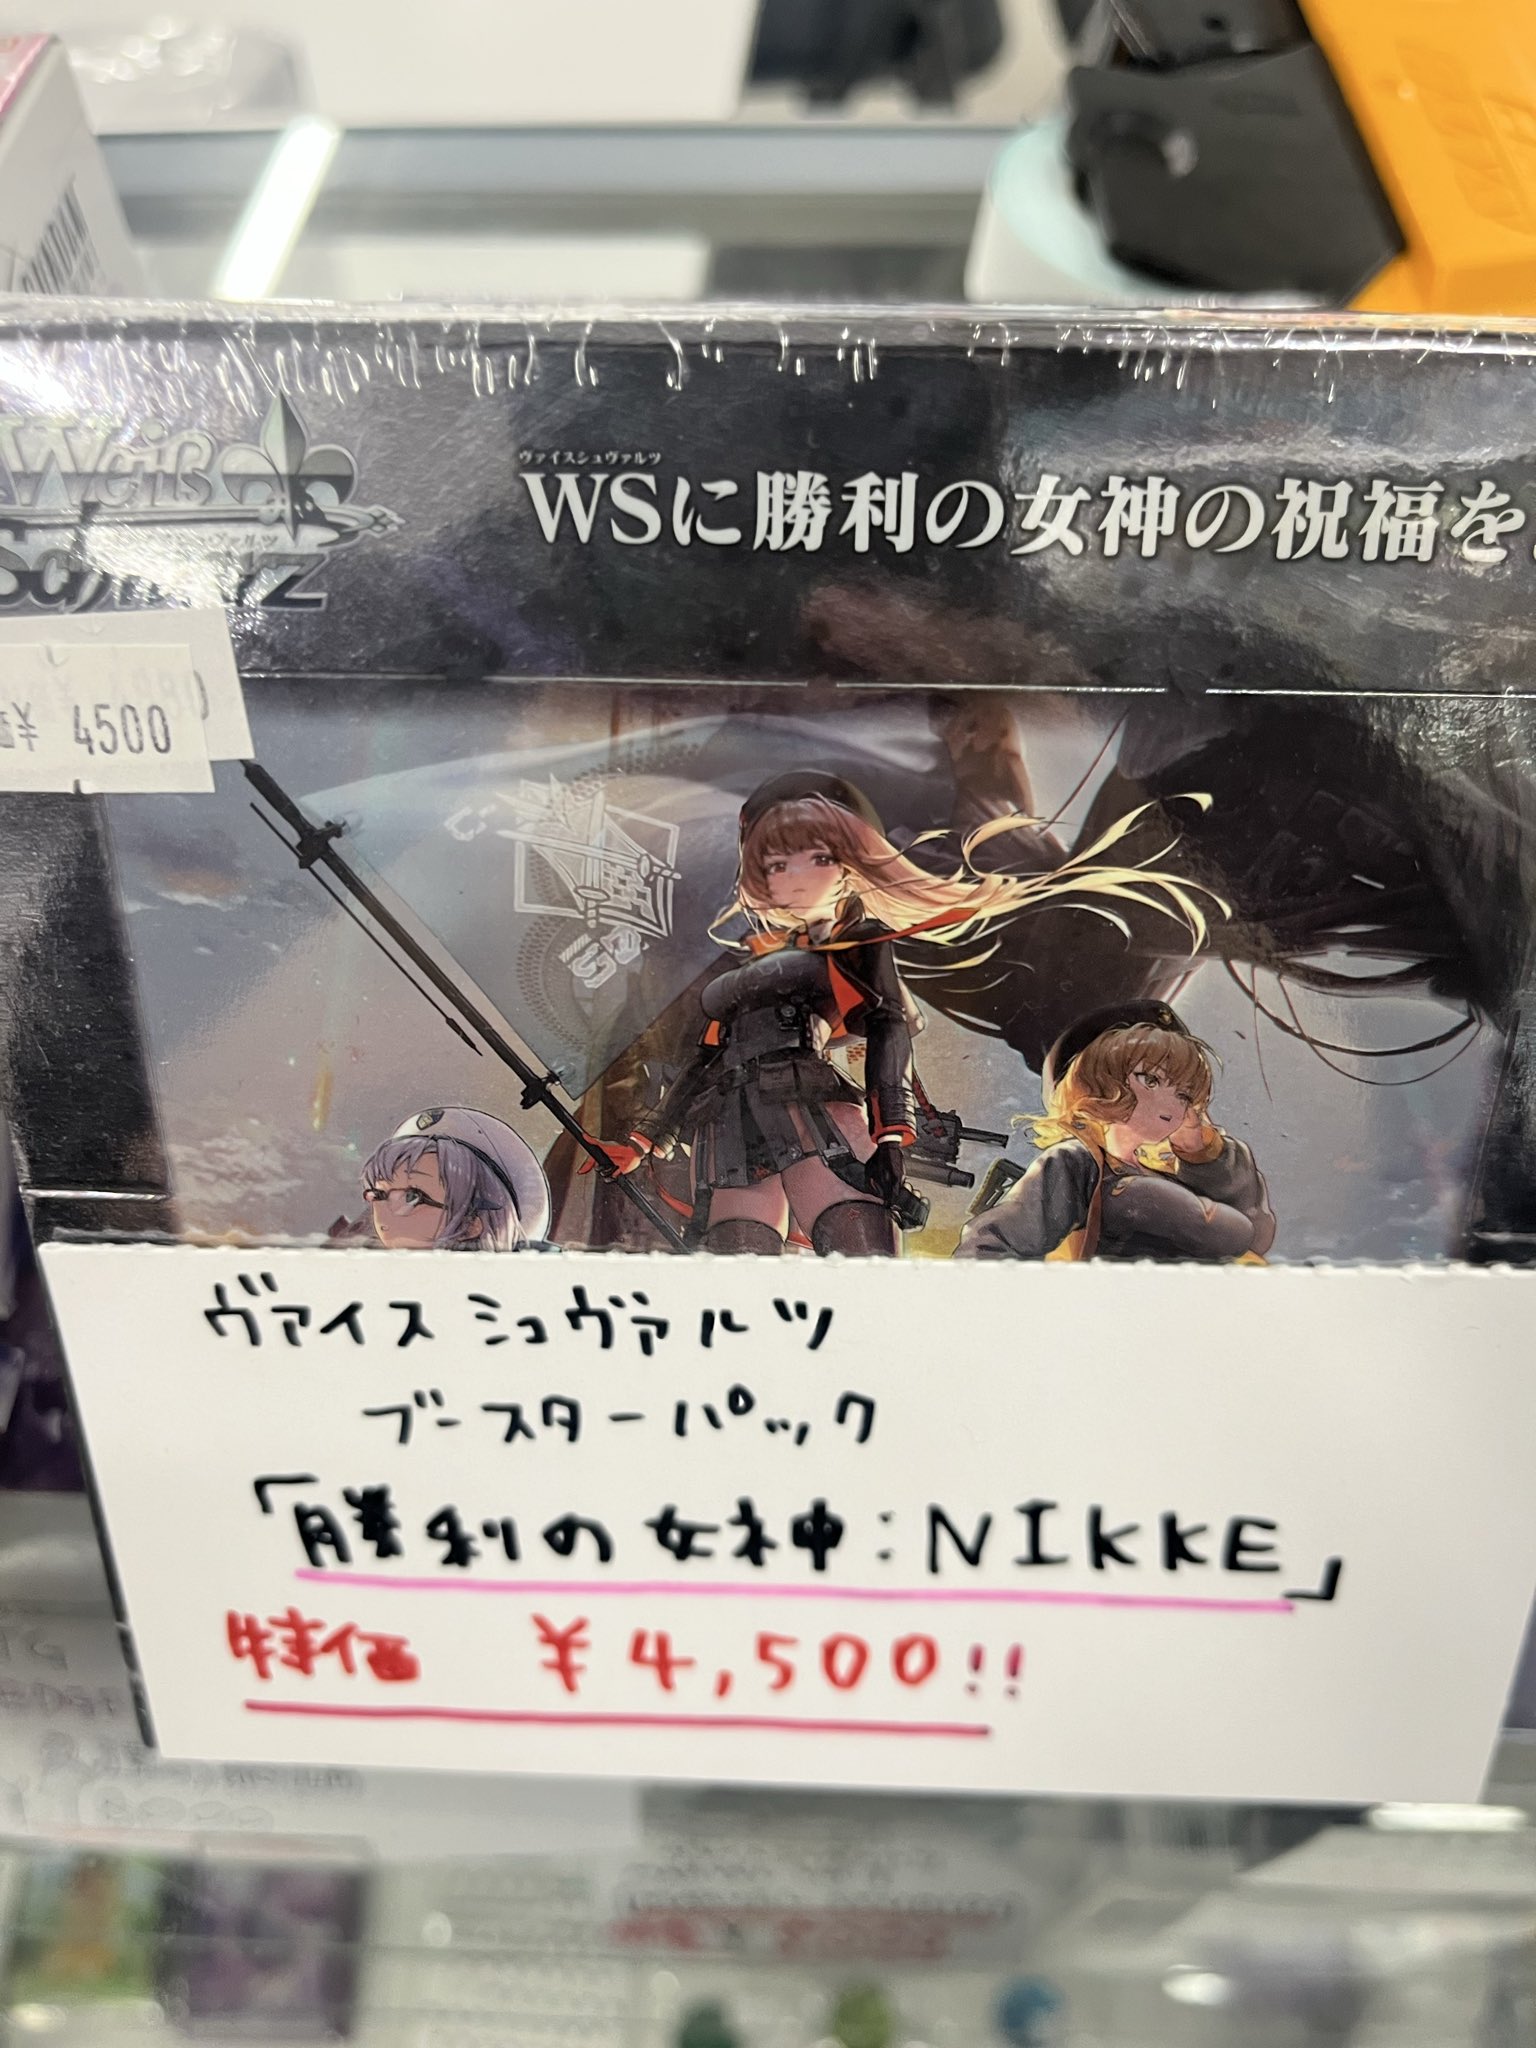 Weiß
Schwarz
ヴァイスシュヴァルツ
WSに勝利の女神の祝福を
¥ 4500
ヴァイスシュヴァルツ
ブースターパック
「勝利の女神:NIKKE」
特価 ¥4,500!!